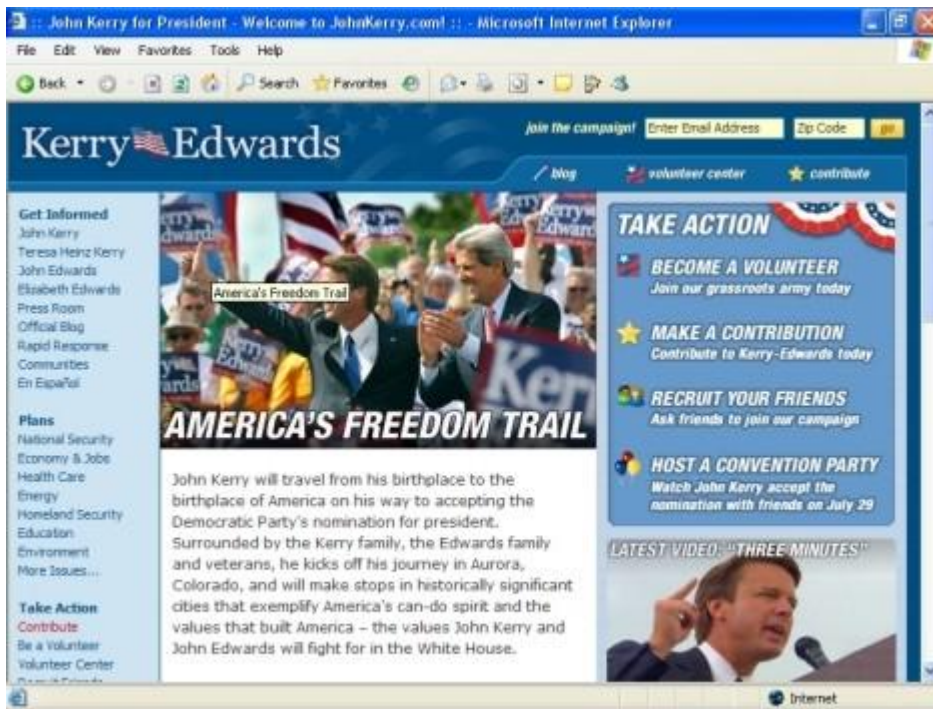 :: John Kerry for President - Welcome to JohnKerry.com! :: - Microsoft Internet Explorer
File Edit View Favorites Tools Help
Back Search Favorites
Kerry Edwards
join the campaign! Enter Email Address Zip Code go
blog volunteer center contribute
Get Informed
John Kerry
Teresa Heinz Kerry
John Edwards
Elizabeth Edwards
Press Room
Official Blog
Rapid Response
Communities
En Español
Plans
National Security
Economy & Jobs
Health Care
Energy
Homeland Security
Education
Environment
More Issues...
Take Action
Contribute
Be a Volunteer
Volunteer Center
Kerry
Edwards
Kerry
Edwards
America's Freedom Trail
Kerry
Edwards
Kerr
AMERICA'S FREEDOM TRAIL
John Kerry will travel from his birthplace to the
birthplace of America on his way to accepting the
Democratic Party's nomination for president.
Surrounded by the Kerry family, the Edwards family
and veterans, he kicks off his journey in Aurora,
Colorado, and will make stops in historically significant
cities that exemplify America's can-do spirit and the
values that built America – the values John Kerry and
John Edwards will fight for in the White House.
TAKE ACTION
BECOME A VOLUNTEER
Join our grassroots army today
MAKE A CONTRIBUTION
Contribute to Kerry-Edwards today
RECRUIT YOUR FRIENDS
Ask friends to join our campaign
HOST A CONVENTION PARTY
Watch John Kerry accept the
nomination with friends on July 29
LATEST VIDEO: "THREE MINUTES"
Internet